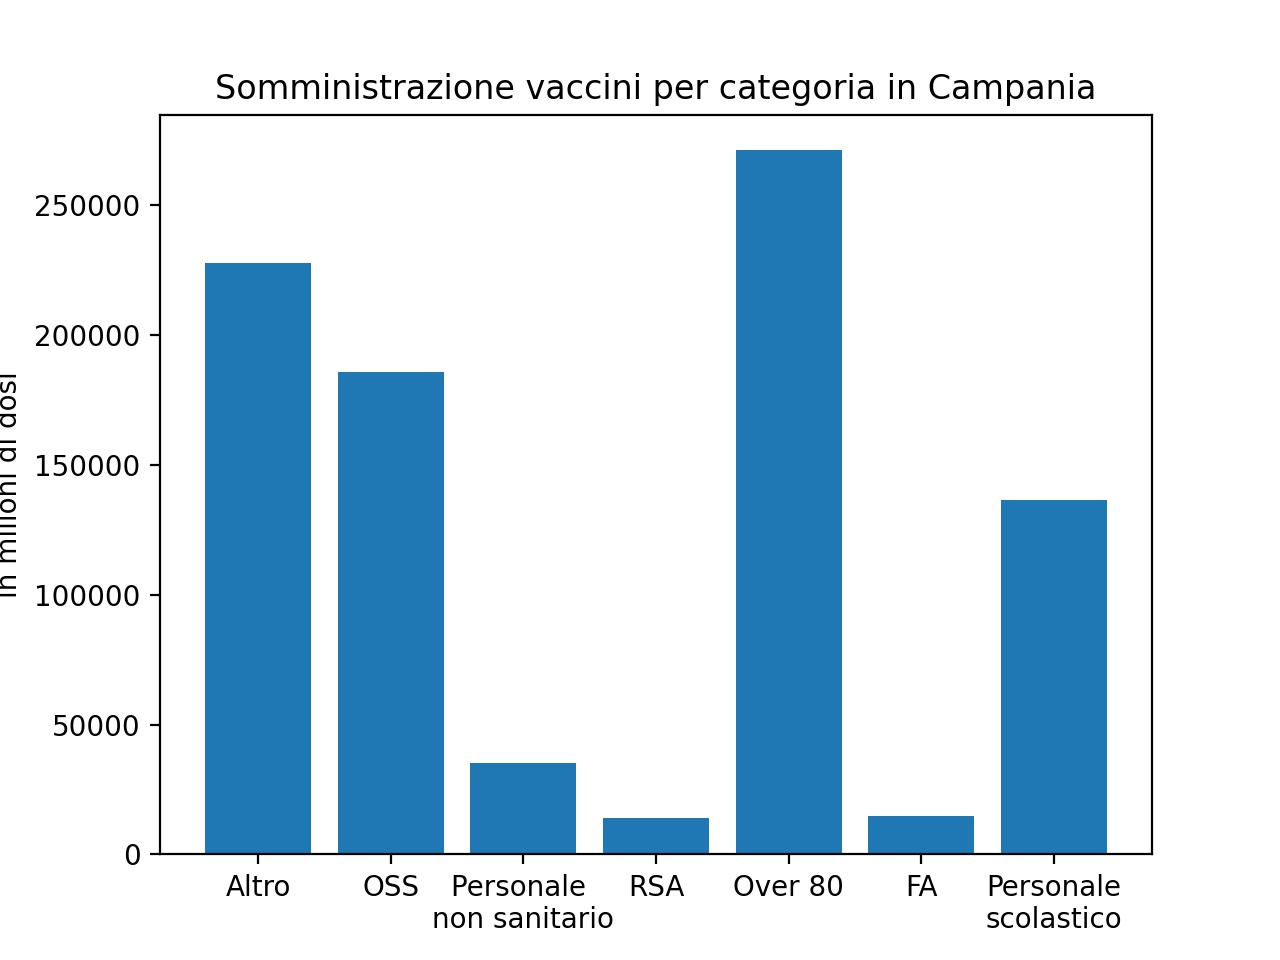 Somministrazione vaccini per categoria in Campania
250000
200000
150000
100000
50000
0
in milioni di dosi
Altro
OSS
Personale
non sanitario
RSA
Over 80
FA
Personale
scolastico